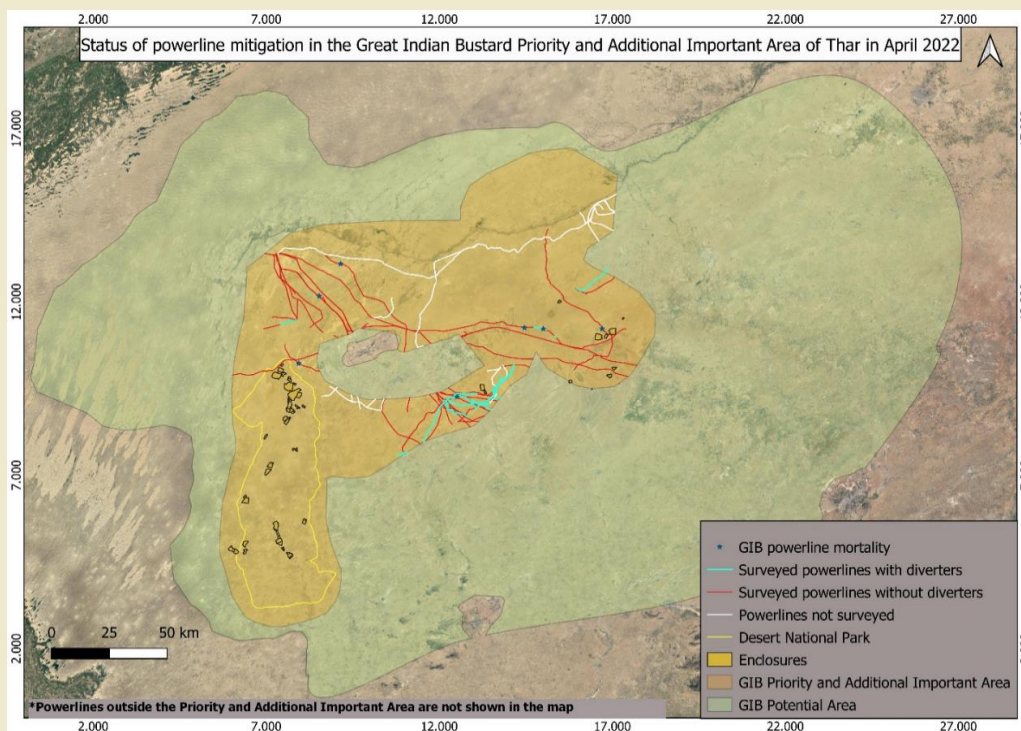 2.000 7.000 12.000 17.000 22.000 27.000
Status of powerline mitigation in the Great Indian Bustard Priority and Additional Important Area of Thar in April 2022
17.000
12.000
7.000
2.000
GIB powerline mortality
Surveyed powerlines with diverters
Surveyed powerlines without diverters
Powerlines not surveyed
Desert National Park
Enclosures
GIB Priority and Additional Important Area
GIB Potential Area
0 25 50 km
*Powerlines outside the Priority and Additional Important Area are not shown in the map
2.000 7.000 12.000 17.000 22.000 27.000